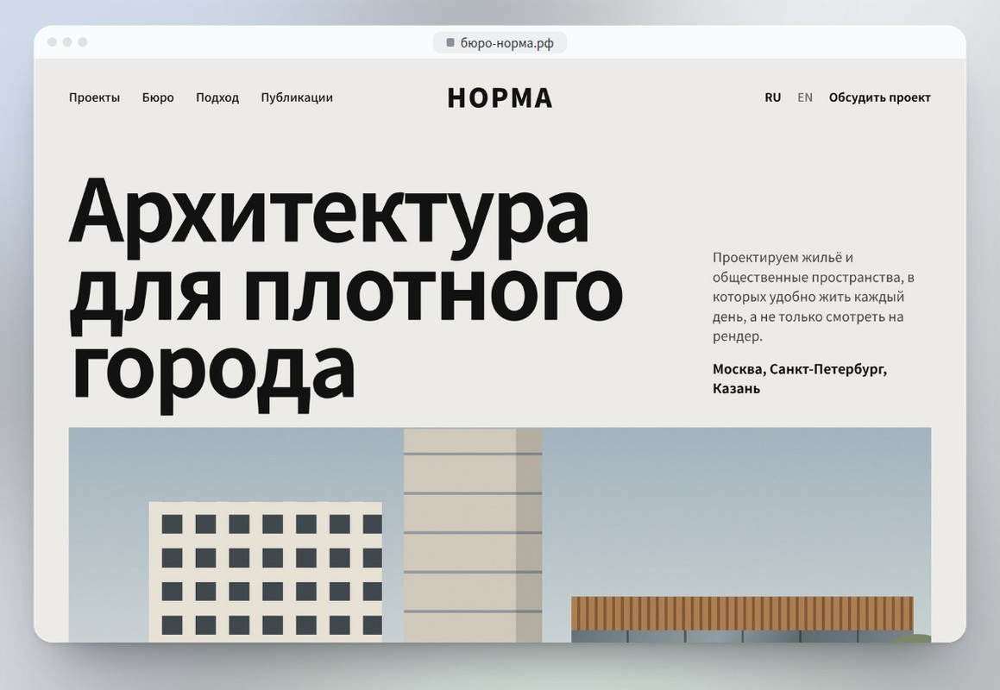 бюро-норма.рф
Проекты Бюро Подход Публикации НОРМА RU EN Обсудить проект
Архитектура
для плотного
города
Проектируем жильё и
общественные пространства, в
которых удобно жить каждый
день, а не только смотреть на
рендер.
Москва, Санкт-Петербург,
Казань